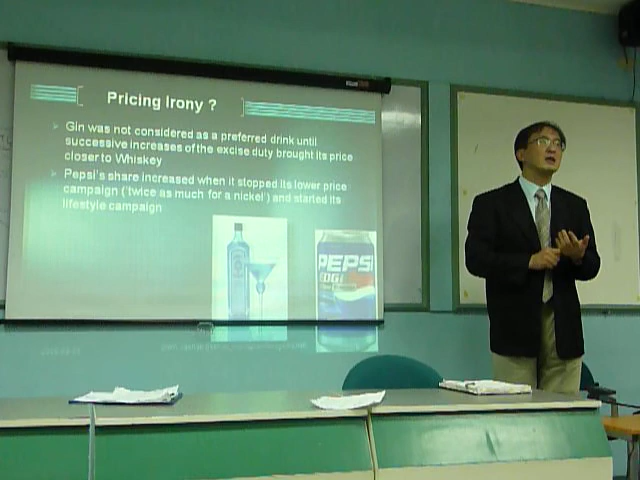 Pricing Irony ?
Gin was not considered as a preferred drink until
successive increases of the excise duty brought its price
closer to Whiskey
Pepsi's share increased when it stopped its lower price
campaign ('twice as much for a nickel') and started its
lifestyle campaign
PEPSI
EDGE